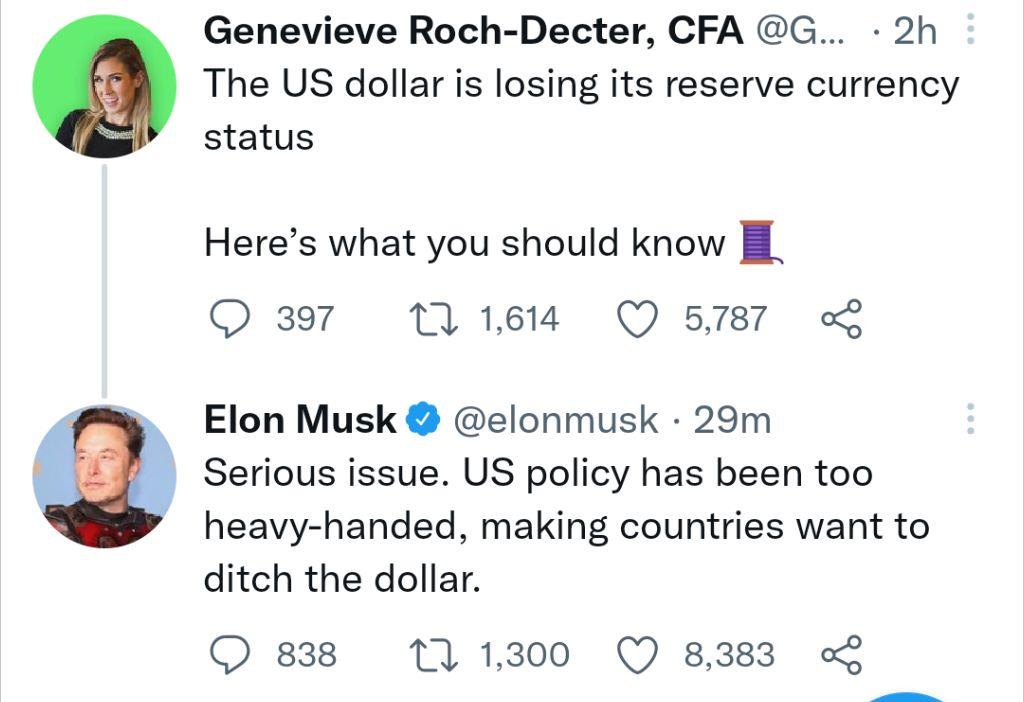 Genevieve Roch-Decter, CFA @G... · 2h
The US dollar is losing its reserve currency
status
Here’s what you should know
397 1,614 5,787
Elon Musk @elonmusk · 29m
Serious issue. US policy has been too
heavy-handed, making countries want to
ditch the dollar.
838 1,300 8,383